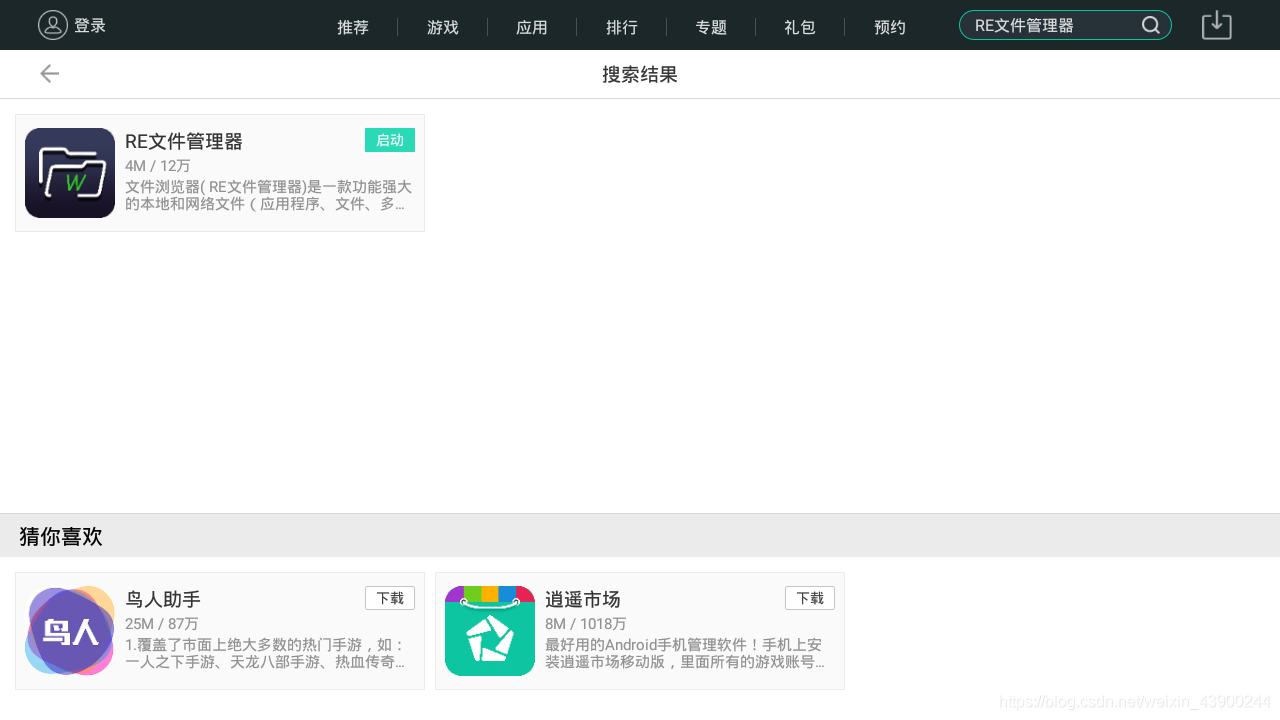 登录
推荐
游戏
应用
排行
专题
礼包
预约
RE文件管理器
搜索结果
W
RE文件管理器
启动
4M / 12万
文件浏览器( RE文件管理器)是一款功能强大
的本地和网络文件（应用程序、文件、多...
猜你喜欢
鸟人
鸟人助手
下载
25M / 87万
1.覆盖了市面上绝大多数的热门手游，如：
一人之下手游、天龙八部手游、热血传奇...
逍遥市场
下载
8M / 1018万
最好用的Android手机管理软件！手机上安
装逍遥市场移动版，里面所有的游戏账号...
https://blog.csdn.net/weixin_43900244